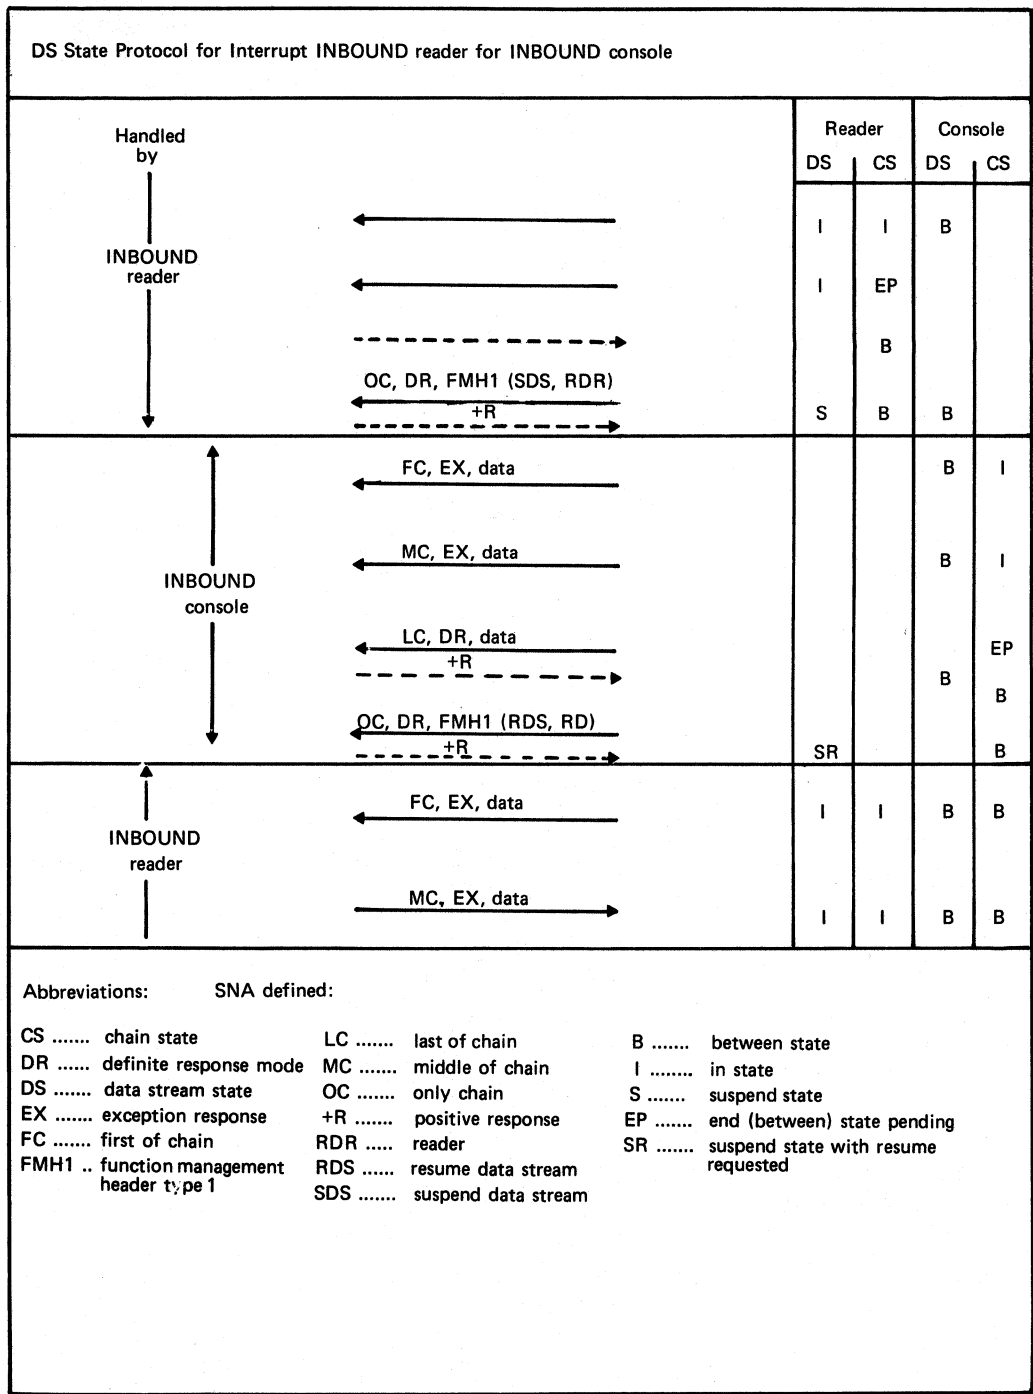 DS State Protocol for Interrupt INBOUND reader for INBOUND console
Handled
by
Reader Console
DS CS DS CS
I I B
INBOUND
reader
I EP
B
OC, DR, FMH1 (SDS, RDR)
+R S B B
FC, EX, data B I
MC, EX, data B I
INBOUND
console
LC, DR, data EP
+R B
B
OC, DR, FMH1 (RDS, RD)
+R SR B
FC, EX, data I I B B
INBOUND
reader
MC, EX, data I I B B
Abbreviations: SNA defined:
CS ....... chain state
DR ...... definite response mode
DS ....... data stream state
EX ....... exception response
FC ....... first of chain
FMH1 .. function management
header type 1
LC ....... last of chain
MC ....... middle of chain
OC ....... only chain
+R ....... positive response
RDR ..... reader
RDS ...... resume data stream
SDS ....... suspend data stream
B ....... between state
I ........ in state
S ....... suspend state
EP ....... end (between) state pending
SR ....... suspend state with resume
requested